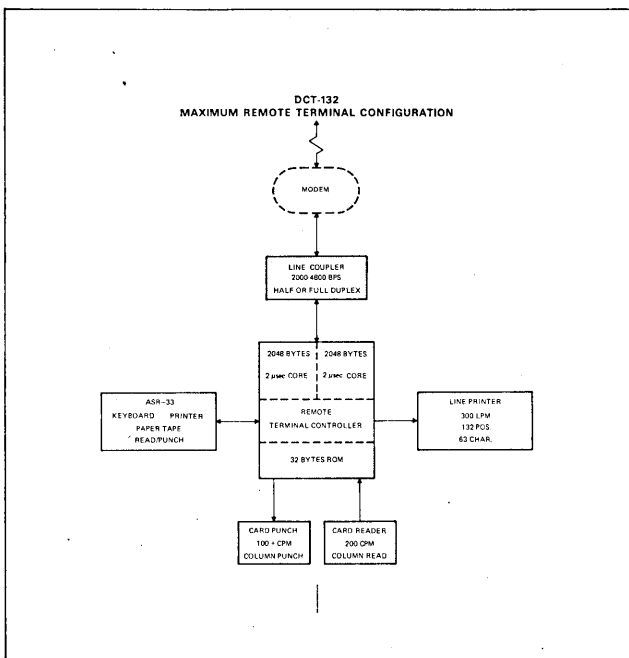 DCT-132
MAXIMUM REMOTE TERMINAL CONFIGURATION
MODEM
LINE COUPLER
2000 4800 BPS
HALF OR FULL DUPLEX
2048 BYTES
2 µsec CORE
2048 BYTES
2 µsec CORE
REMOTE
TERMINAL CONTROLLER
32 BYTES ROM
ASR-33
KEYBOARD PRINTER
PAPER TAPE
READ/PUNCH
LINE PRINTER
300 LPM
132 POS.
63 CHAR.
CARD PUNCH
100 + CPM
COLUMN PUNCH
CARD READER
200 CPM
COLUMN READ